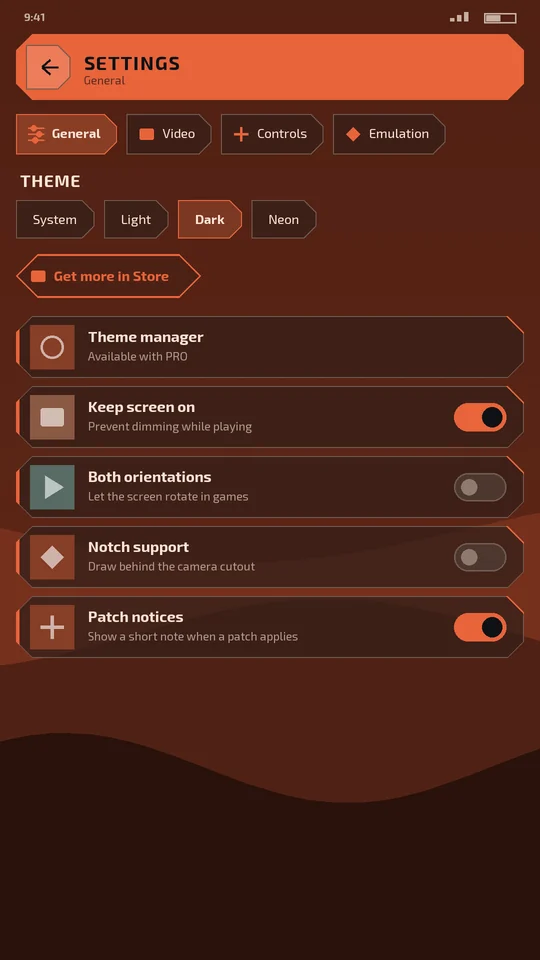 9:41
SETTINGS
General
General
Video
Controls
Emulation
THEME
System
Light
Dark
Neon
Get more in Store
Theme manager
Available with PRO
Keep screen on
Prevent dimming while playing
Both orientations
Let the screen rotate in games
Notch support
Draw behind the camera cutout
Patch notices
Show a short note when a patch applies